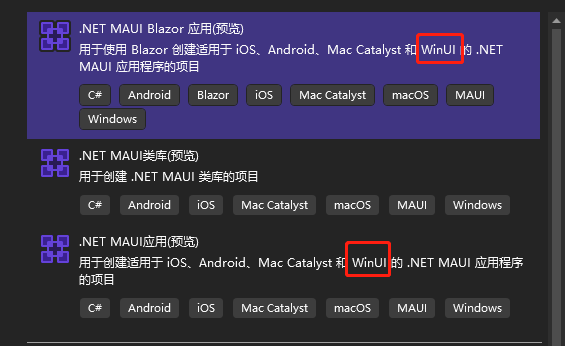 .NET MAUI Blazor 应用(预览)
用于使用 Blazor 创建适用于 iOS、Android、Mac Catalyst 和 WinUI 的 .NET
MAUI 应用程序的项目
C# Android Blazor iOS Mac Catalyst macOS MAUI
Windows
.NET MAUI类库(预览)
用于创建 .NET MAUI 类库的项目
C# Android iOS Mac Catalyst macOS MAUI Windows
.NET MAUI应用(预览)
用于创建适用于 iOS、Android、Mac Catalyst 和 WinUI 的 .NET MAUI 应用程序
的项目
C# Android iOS Mac Catalyst macOS MAUI Windows